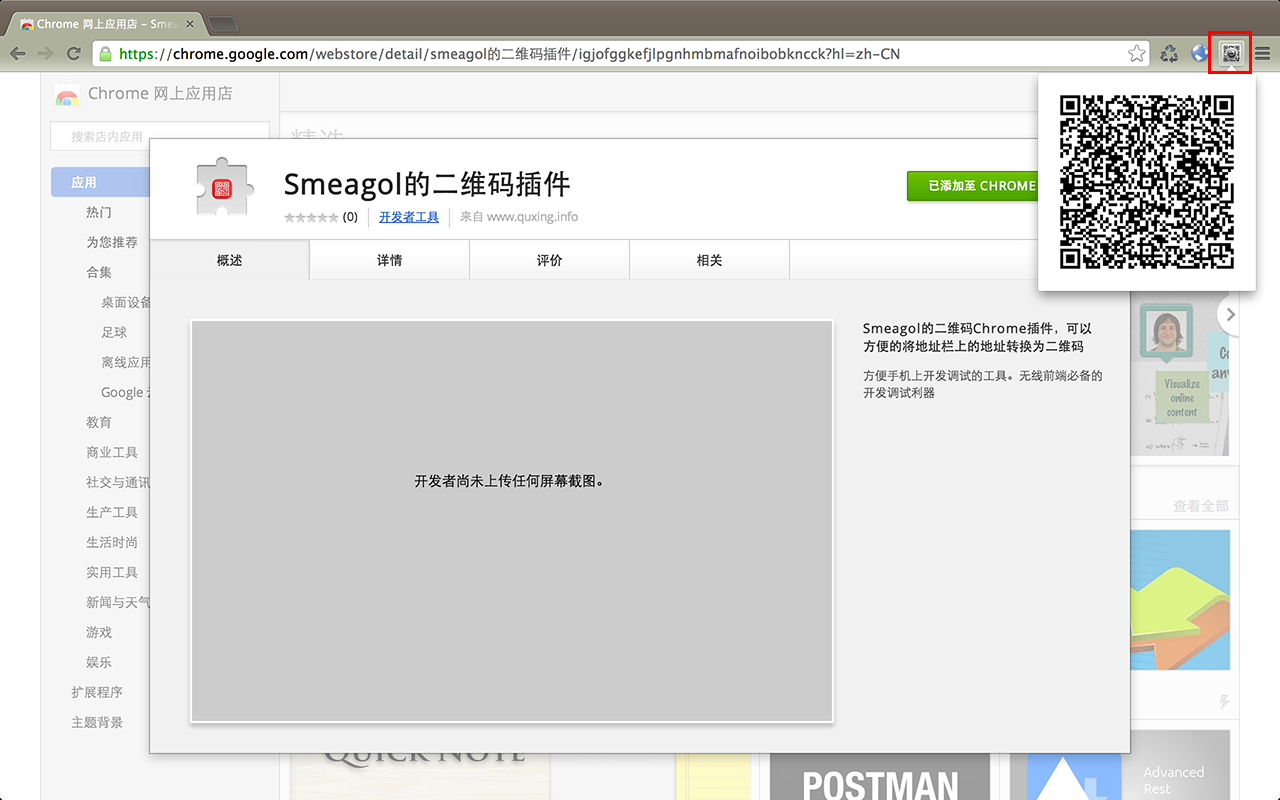 Chrome 网上应用店 - Smea
https://chrome.google.com/webstore/detail/smeagol的二维码插件/igjofggkefjlpgnhmbmafnoibobkncck?hl=zh-CN
Chrome 网上应用店
搜索店内应用
精选
应用
热门
为您推荐
合集
桌面设备
足球
离线应用
Google
教育
商业工具
社交与通讯
生产工具
生活时尚
实用工具
新闻与天气
游戏
娱乐
扩展程序
主题背景
Smeagol的二维码插件
(0)
开发者工具
来自 www.quxing.info
已添加至 CHROME
概述
详情
评价
相关
开发者尚未上传任何屏幕截图。
Smeagol的二维码Chrome插件，可以
方便的将地址栏上的地址转换为二维码
方便手机上开发调试的工具。无线前端必备的
开发调试利器
Visualize
online
content
查看全部
QUICK NOTE
POSTMAN
Advanced
Rest